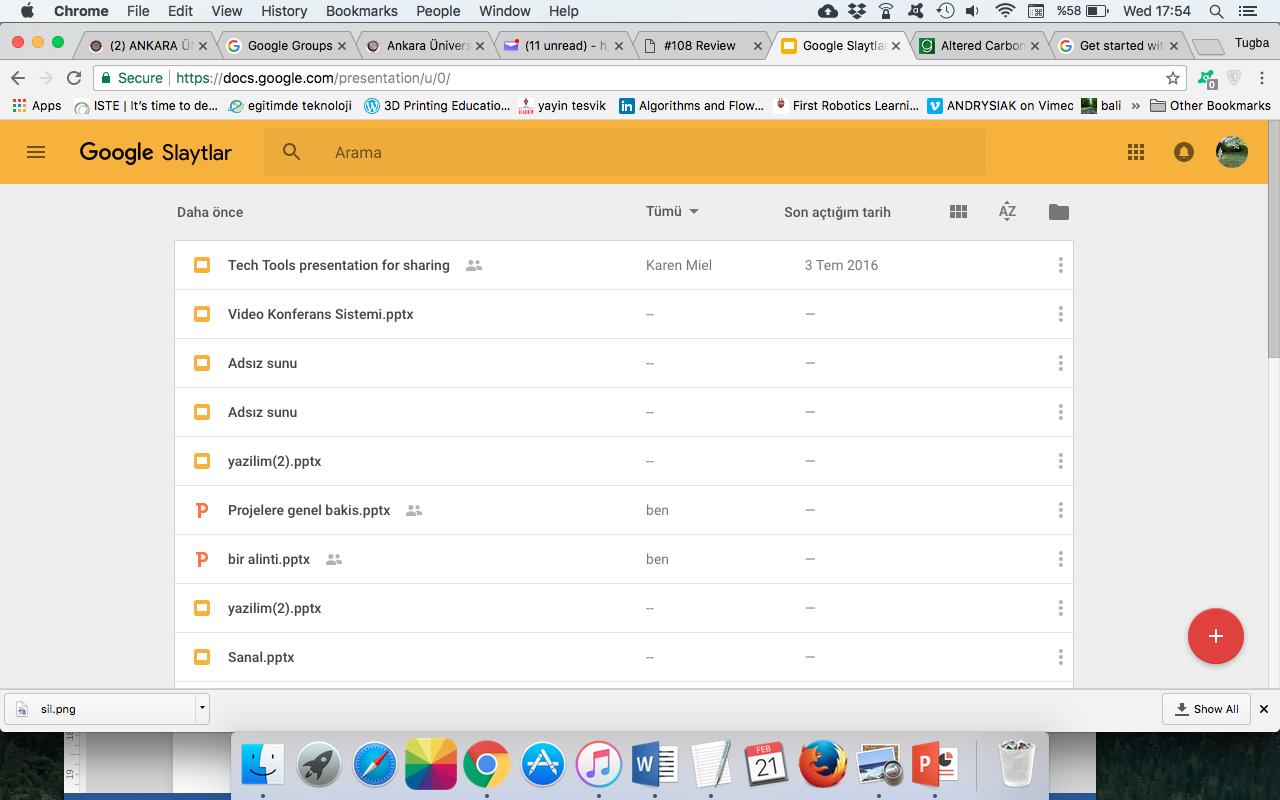 Chrome File Edit View History Bookmarks People Window Help %58 Wed 17:54
(2) ANKARA Ü Google Groups Ankara Univers (11 unread) - h #108 Review Google Slaytlar Altered Carbon Get started wit Tugba
Secure https://docs.google.com/presentation/u/0/ 0
Apps ISTE | It's time to de... egitimde teknoloji 3D Printing Educatio... yayin tesvik Algorithms and Flow... First Robotics Learni... ANDRYSIAK on Vimeo bali » Other Bookmarks
Google Slaytlar Arama
Daha önce Tümü Son açtığım tarih AZ
Tech Tools presentation for sharing Karen Miel 3 Tem 2016
Video Konferans Sistemi.pptx -- —
Adsız sunu -- —
Adsız sunu -- —
yazilim(2).pptx -- —
P Projelere genel bakis.pptx ben —
P bir alinti.pptx ben —
yazilim(2).pptx -- —
Sanal.pptx -- —
+
sil.png Show All
18
19
W FEB P
21